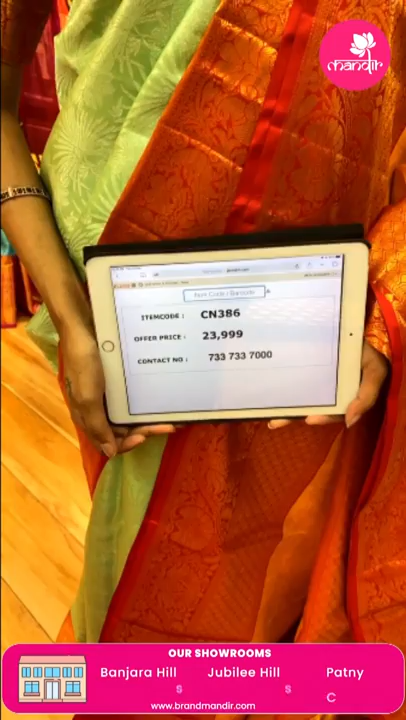 mandir
Item Code / Barcode
ITEMCODE : CN386
OFFER PRICE : 23,999
CONTACT NO : 733 733 7000
OUR SHOWROOMS
Banjara Hill Jubilee Hill Patny
s s C
www.brandmandir.com